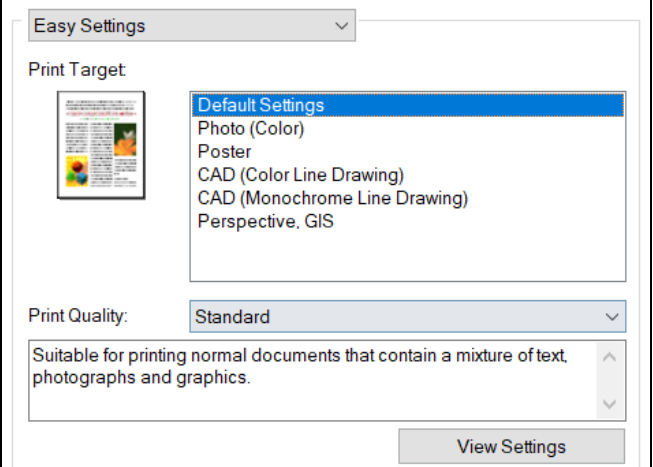 Easy Settings
Print Target:
Default Settings
Photo (Color)
Poster
CAD (Color Line Drawing)
CAD (Monochrome Line Drawing)
Perspective, GIS
Print Quality: Standard
Suitable for printing normal documents that contain a mixture of text,
photographs and graphics.
View Settings